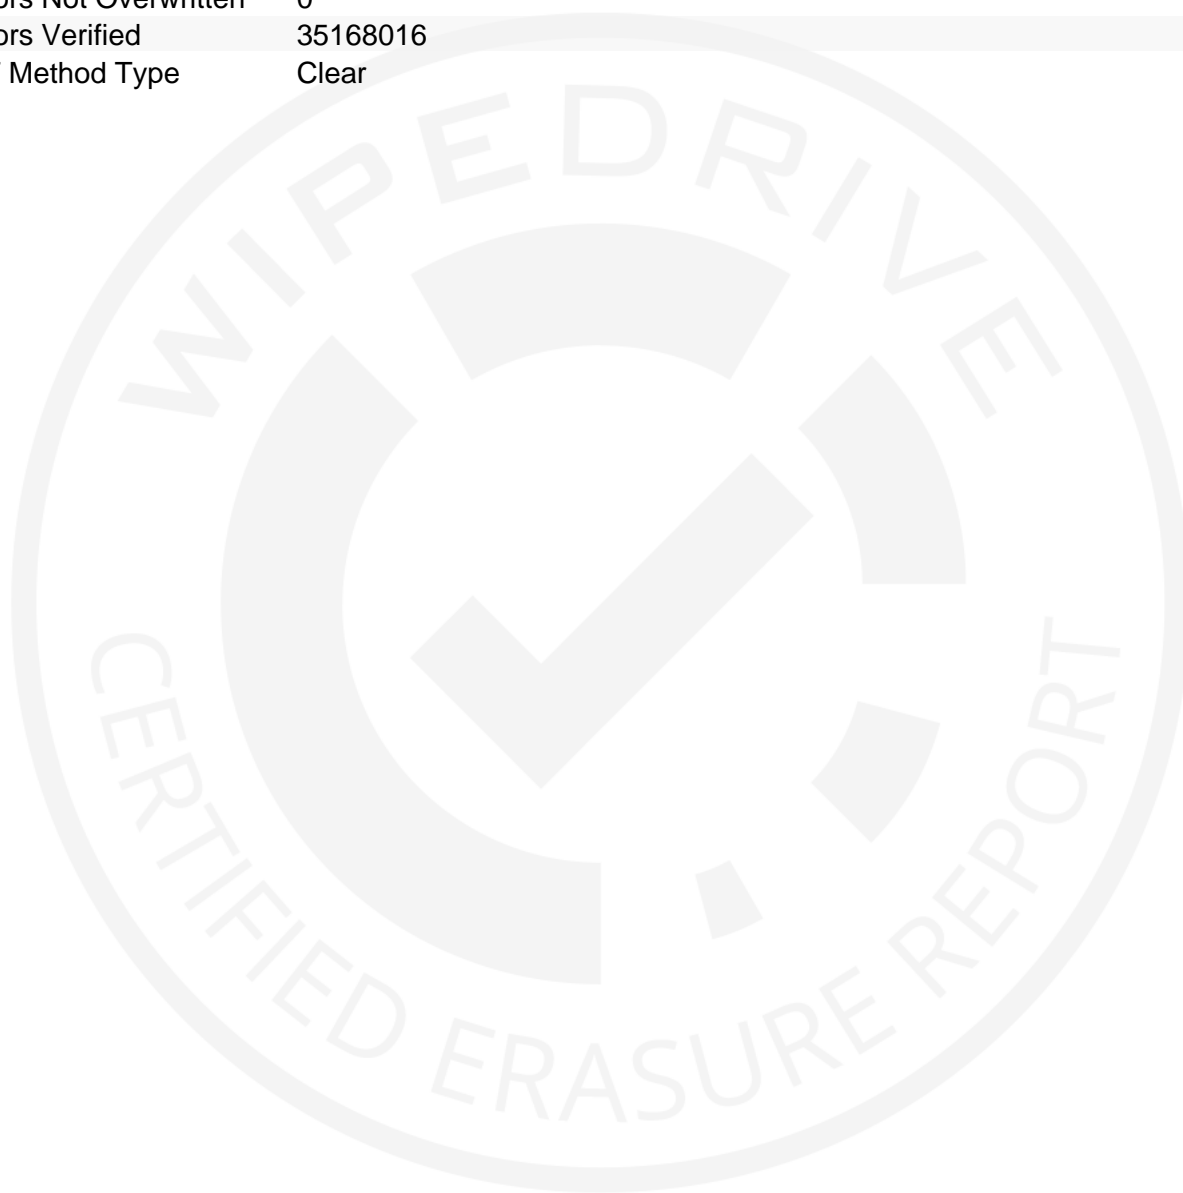 ors Not Overwritten 0
ors Verified 35168016
Method Type Clear
WIPEDRIVE
CERTIFIED ERASURE REPORT